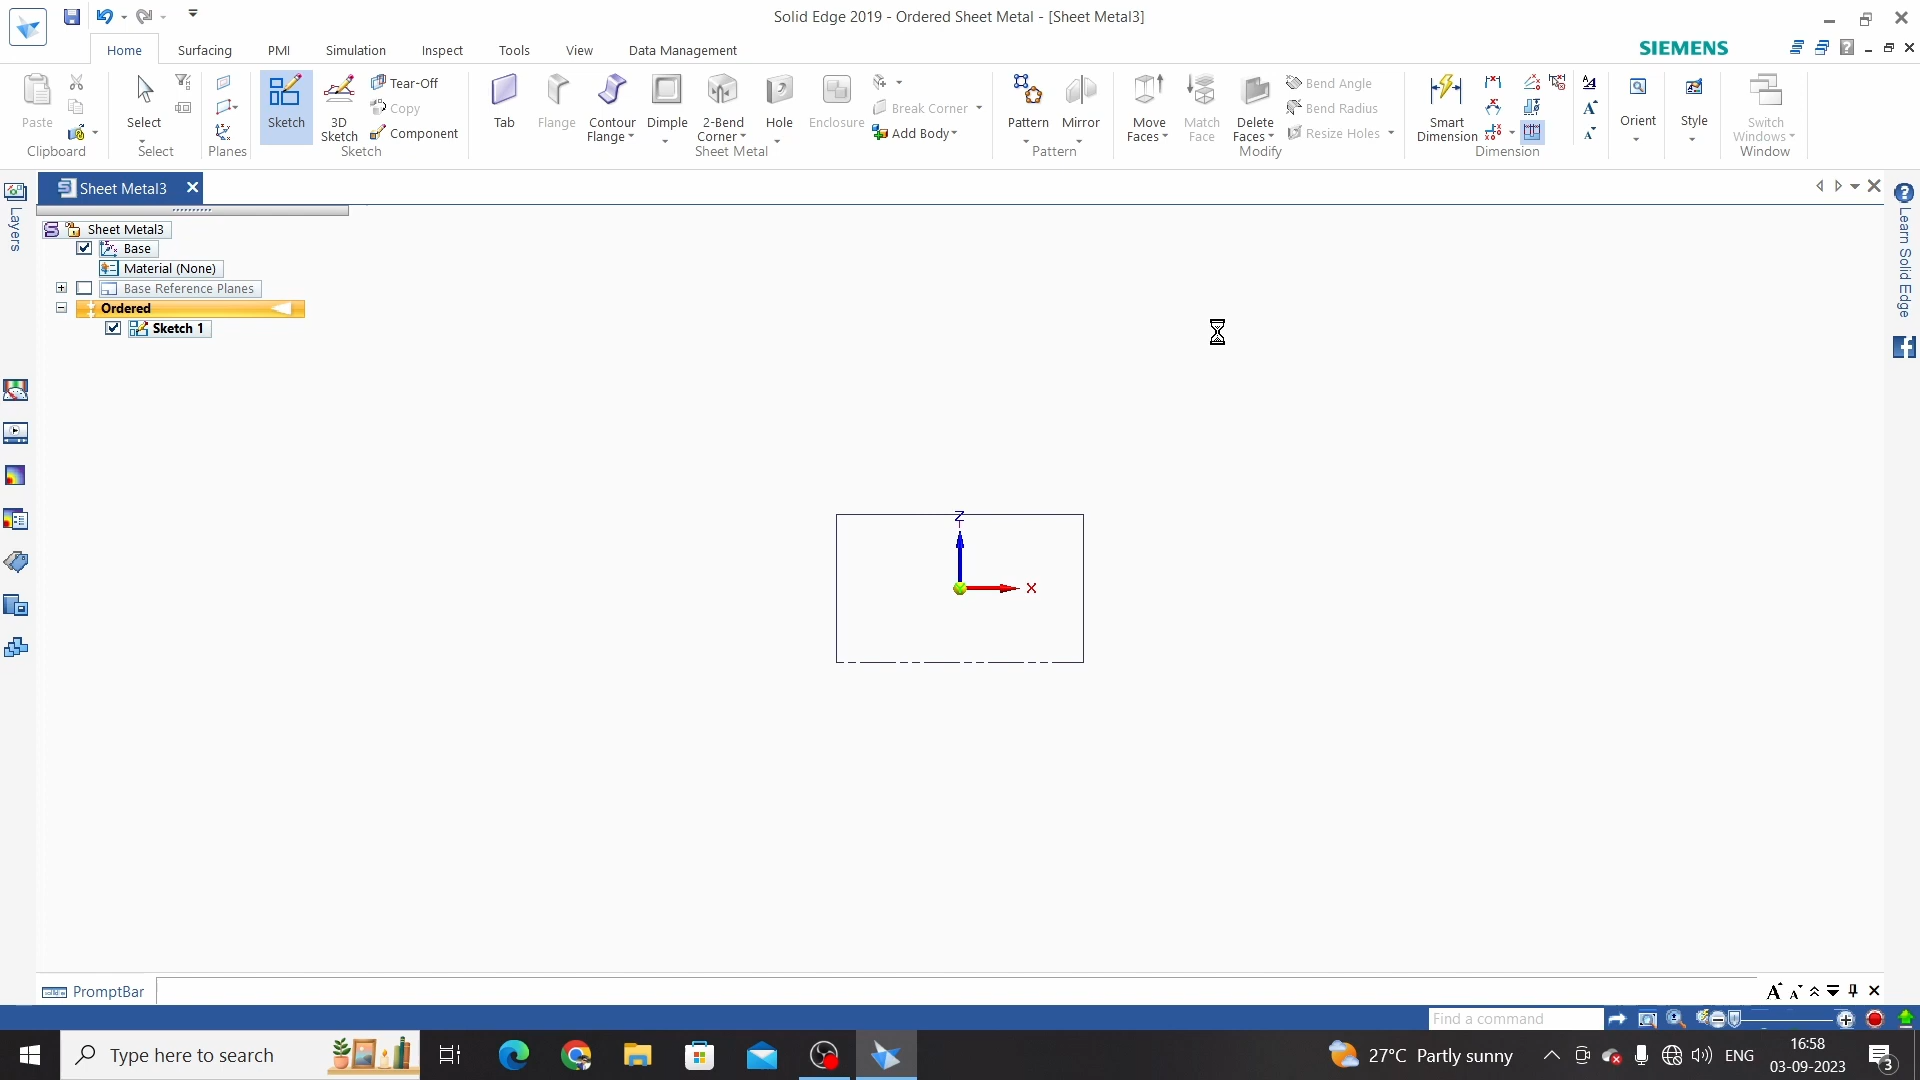 Solid Edge 2019 - Ordered Sheet Metal - [Sheet Metal3]
Home Surfacing PMI Simulation Inspect Tools View Data Management SIEMENS
Paste
Clipboard
Select
Select
Planes
Sketch
3D Sketch
Tear-Off
Copy
Component
Sketch
Tab
Flange
Contour Flange
Dimple
2-Bend Corner
Hole
Enclosure
Break Corner
Add Body
Sheet Metal
Pattern
Mirror
Pattern
Move Faces
Match Face
Delete Faces
Bend Angle
Bend Radius
Resize Holes
Modify
Smart Dimension
Dimension
Orient
Style
Switch Windows
Window
Sheet Metal3
Layers
Learn Solid Edge
Sheet Metal3
Base
Material (None)
Base Reference Planes
Ordered
Sketch 1
Z
X
PromptBar
Find a command
Type here to search
27°C Partly sunny
ENG
16:58
03-09-2023
3